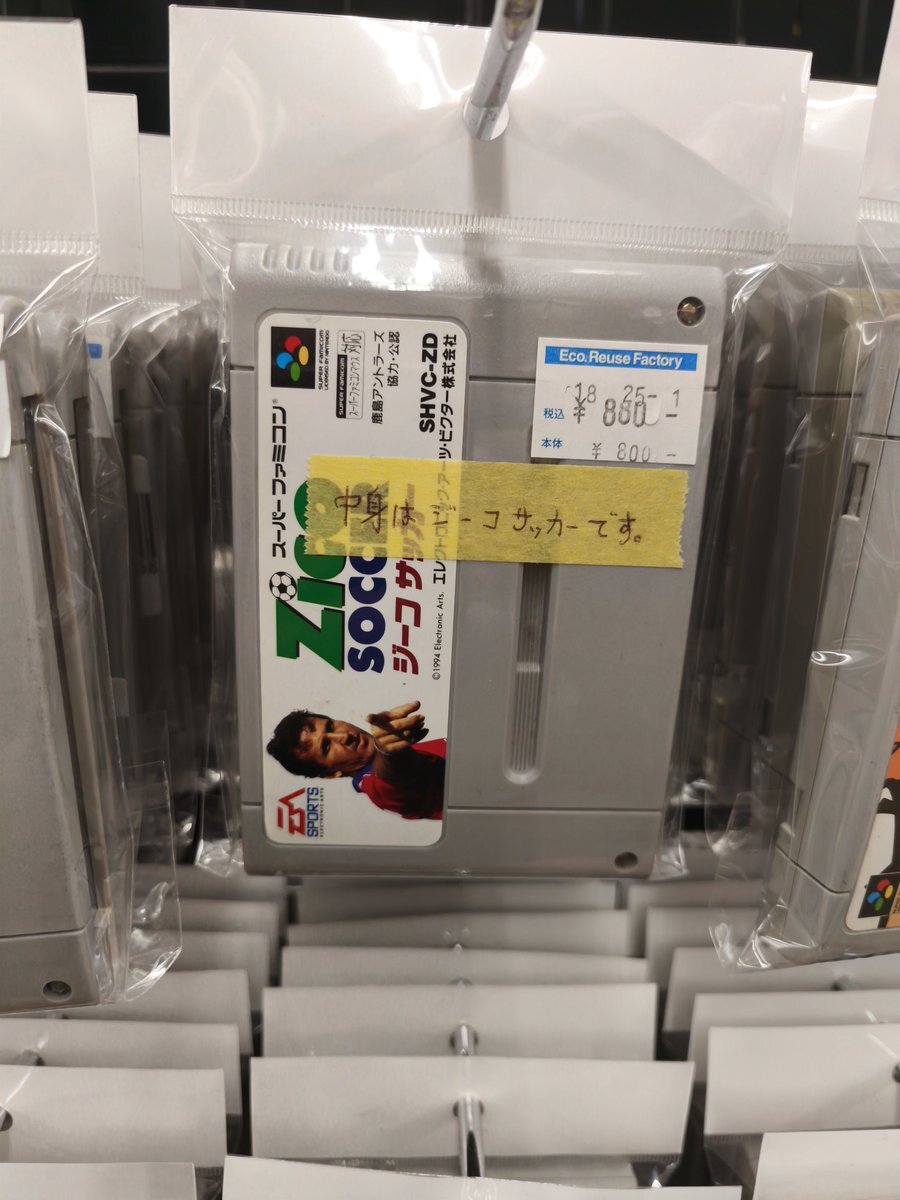 Eco.Reuse Factory
18 25- 1
税込 ¥ 880 -
本体 ¥ 800 -
中身はジーコサッカーです。
スーパーファミコン®
SUPER FAMICOM
LICENSED BY NINTENDO
SUPER FAMICOM
スーパーファミコンマウス 対応
鹿島アントラーズ
協力・公認
SHVC-ZD
ZICO
SOCCER
ジーコ サッカー
エレクトロニック・アーツ・ビクター株式会社
©1994 Electronic Arts.
EA
SPORTS
ELECTRONIC ARTS